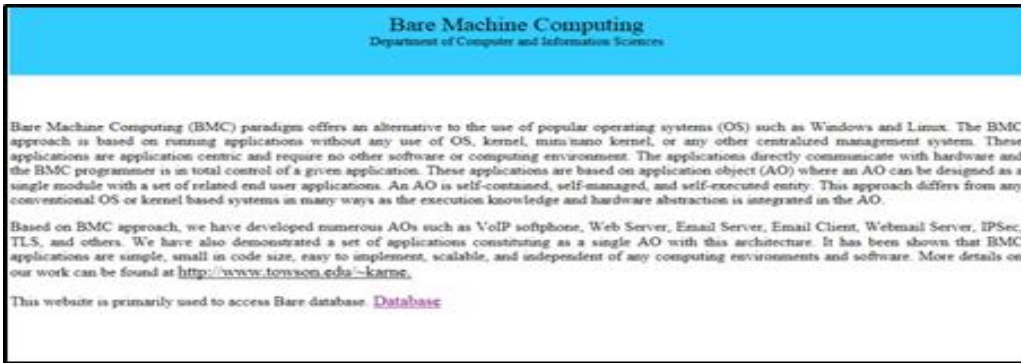 Bare Machine Computing
Department of Computer and Information Sciences
Bare Machine Computing (BMC) paradigm offers an alternative to the use of popular operating systems (OS) such as Windows and Linux. The BMC
approach is based on running applications without any use of OS, kernel, mini/nano kernel, or any other centralized management system. These
applications are application centric and require no other software or computing environment. The applications directly communicate with hardware and
the BMC programmer is in total control of a given application. These applications are based on application object (AO) where an AO can be designed as a
single module with a set of related end user applications. An AO is self-contained, self-managed, and self-executed entity. This approach differs from any
conventional OS or kernel based systems in many ways as the execution knowledge and hardware abstraction is integrated in the AO.
Based on BMC approach, we have developed numerous AOs such as VoIP softphone, Web Server, Email Server, Email Client, Webmail Server, IPSec,
TLS, and others. We have also demonstrated a set of applications constituting as a single AO with this architecture. It has been shown that BMC
applications are simple, small in code size, easy to implement, scalable, and independent of any computing environments and software. More details on
our work can be found at http://www.towson.edu/~karne.
This website is primarily used to access Bare database. Database